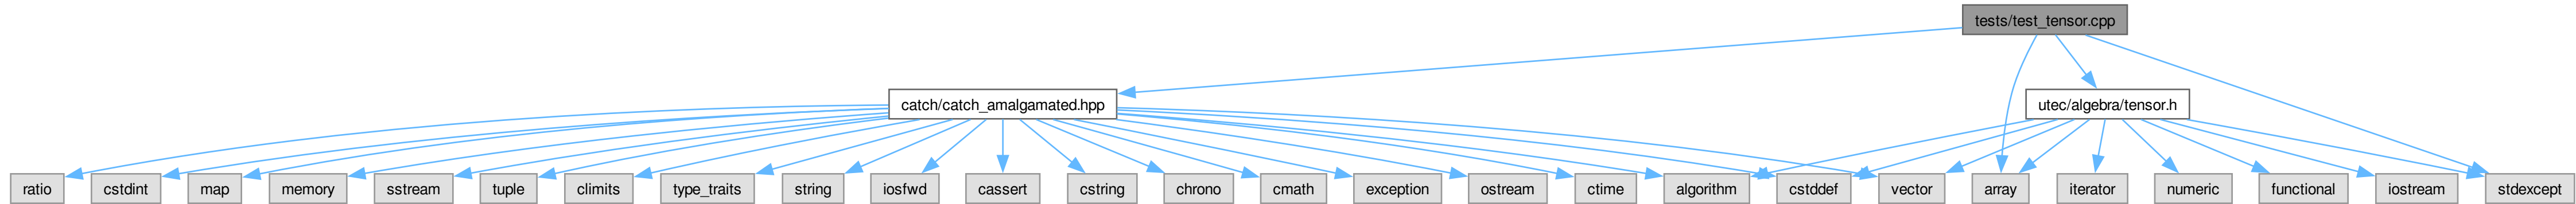 tests/test_tensor.cpp
catch/catch_amalgamated.hpp
utec/algebra/tensor.h
ratio
cstdint
map
memory
sstream
tuple
climits
type_traits
string
iosfwd
cassert
cstring
chrono
cmath
exception
ostream
ctime
algorithm
cstddef
vector
array
iterator
numeric
functional
iostream
stdexcept